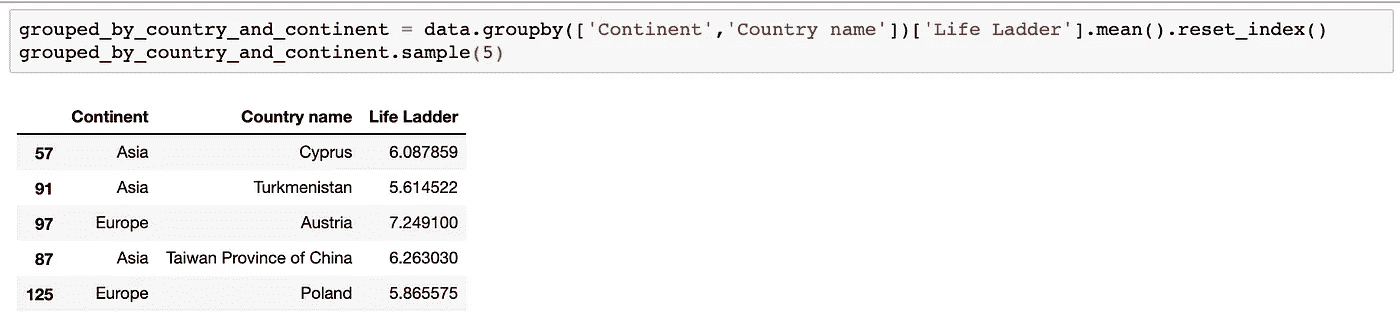 grouped_by_country_and_continent = data.groupby(['Continent','Country name'])['Life Ladder'].mean().reset_index()
grouped_by_country_and_continent.sample(5)
Continent Country name Life Ladder
57 Asia Cyprus 6.087859
91 Asia Turkmenistan 5.614522
97 Europe Austria 7.249100
87 Asia Taiwan Province of China 6.263030
125 Europe Poland 5.865575